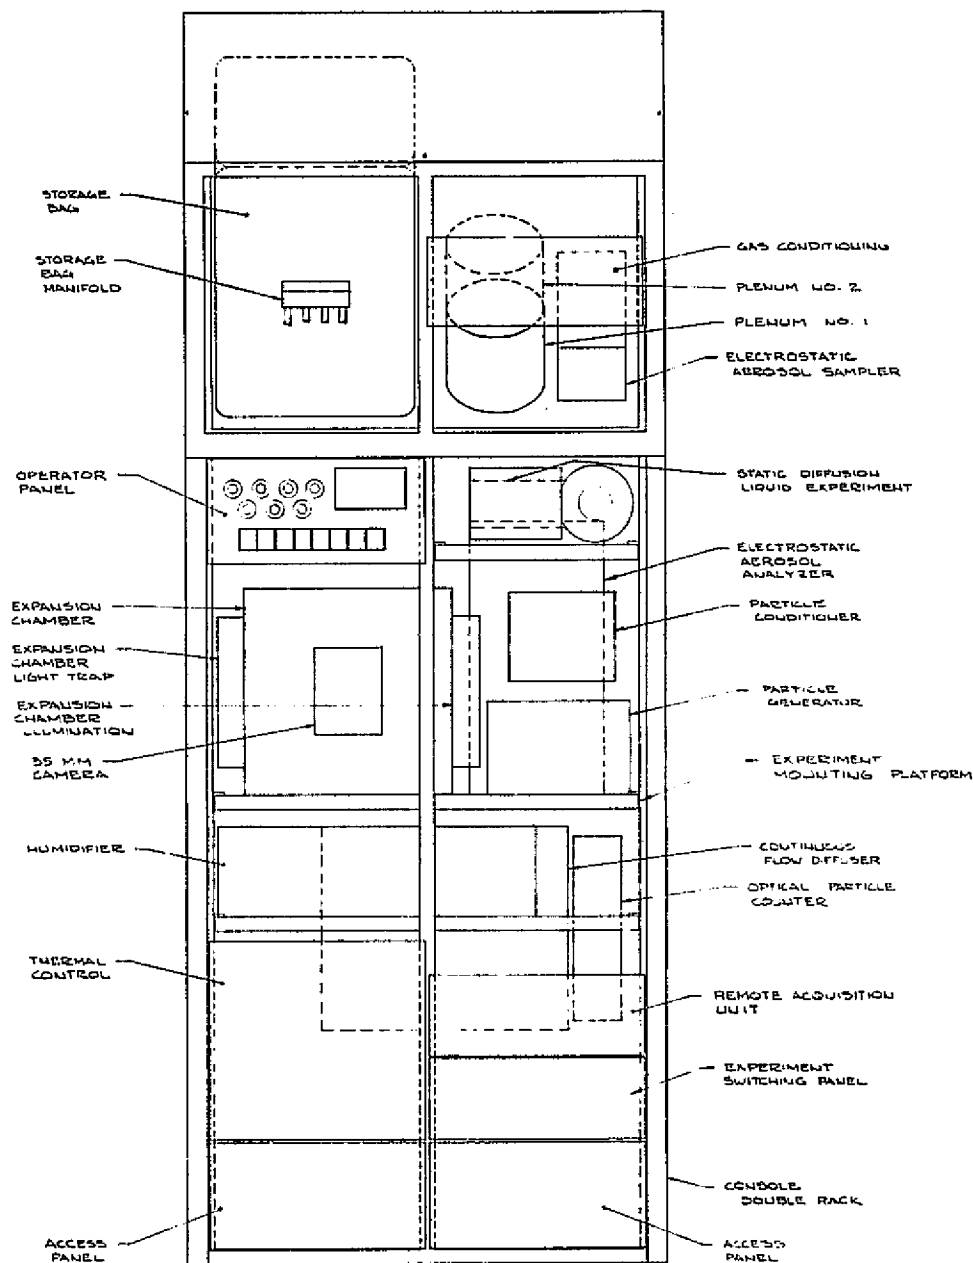 STORAGE
BAG
STORAGE
BAG
MANIFOLD
OPERATOR
PANEL
EXPANSION
CHAMBER
EXPANSION
CHAMBER
LIGHT TRAP
EXPANSION
CHAMBER
ILLUMINATION
35 MM
CAMERA
HUMIDIFIER
THERMAL
CONTROL
ACCESS
PANEL
GAS CONDITIONING
PLENUM NO. 2
PLENUM NO. 1
ELECTROSTATIC
AEROSOL SAMPLER
STATIC DIFFUSION
LIQUID EXPERIMENT
ELECTROSTATIC
AEROSOL
ANALYZER
PARTICLE
CONDITIONER
PARTICLE
GENERATOR
EXPERIMENT
MOUNTING PLATFORM
CONTINUOUS
FLOW DIFFUSER
OPTICAL PARTICLE
COUNTER
REMOTE ACQUISITION
UNIT
EXPERIMENT
SWITCHING PANEL
CONSOLE
DOUBLE RACK
ACCESS
PANEL